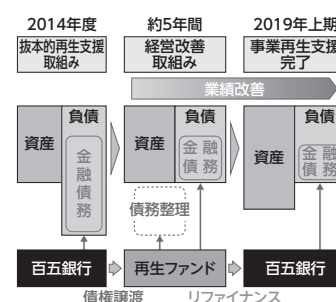 2014年度
約5年間
2019年上期
抜本的再生支援
取組み
経営改善
取組み
事業再生支援
完了
業績改善
資産
負債
金融債務
資産
負債
金融債務
債務整理
資産
負債
金融債務
百五銀行
再生ファンド
百五銀行
債権譲渡
リファイナンス